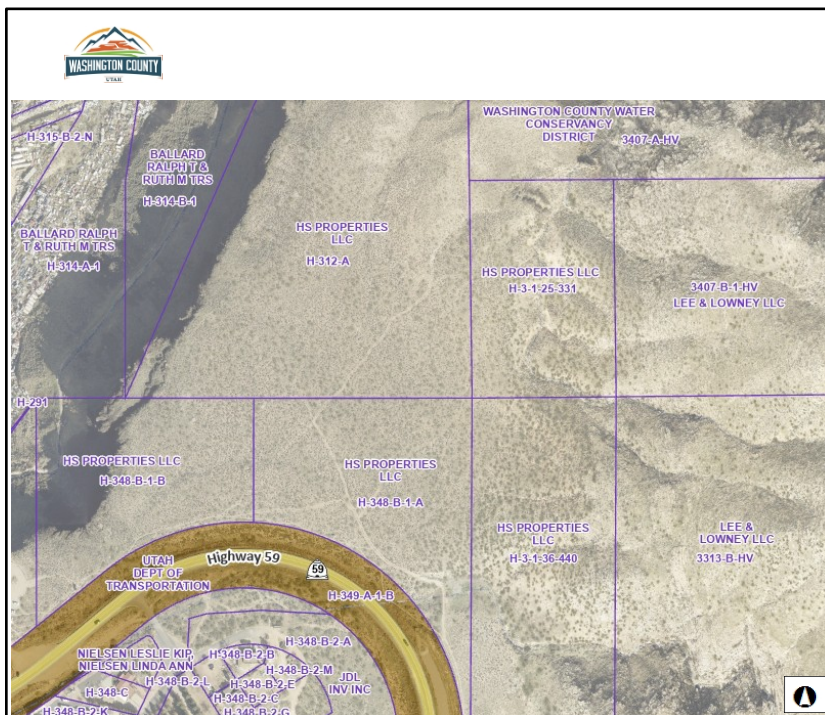 WASHINGTON COUNTY
UTAH
H-315-B-2-N
BALLARD
RALPH T &
RUTH M TRS
H-314-B-1
BALLARD RALPH
T & RUTH M TRS
H-314-A-1
HS PROPERTIES
LLC
H-312-A
WASHINGTON COUNTY WATER
CONSERVANCY
DISTRICT
3407-A-HV
HS PROPERTIES LLC
H-3-1-25-331
3407-B-1-HV
LEE & LOWNEY LLC
H-291
HS PROPERTIES LLC
H-348-B-1-B
HS PROPERTIES
LLC
H-348-B-1-A
HS PROPERTIES
LLC
H-3-1-36-440
LEE &
LOWNEY LLC
3313-B-HV
UTAH
DEPT OF
TRANSPORTATION
Highway 59
59
H-349-A-1-B
NIELSEN LESLIE KIP,
NIELSEN LINDA ANN
H-348-B-2-A
H-348-B-2-B
H-348-B-2-M
H-348-B-2-L
H-348-B-2-E
JDL
INV INC
H-348-C
H-348-B-2-C
H-348-B-2-K
H-348-B-2-G